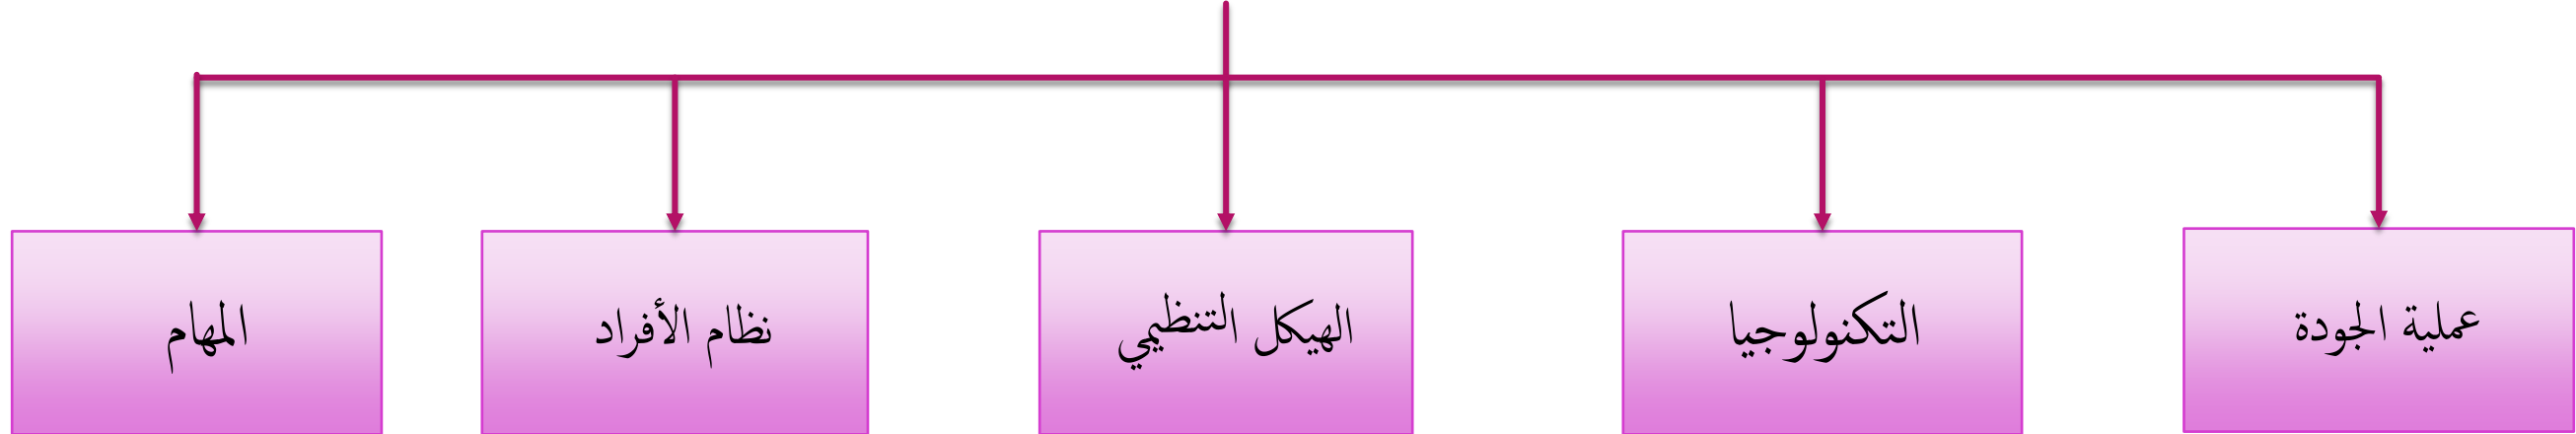 عملية الجودة
التكنولوجيا
الهيكل التنظيمي
نظام الأفراد
المهام